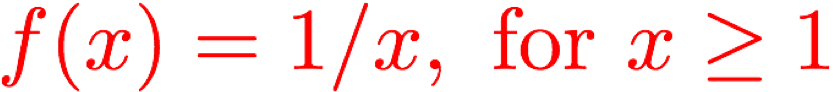 f(x) = 1/x, for x ≥ 1